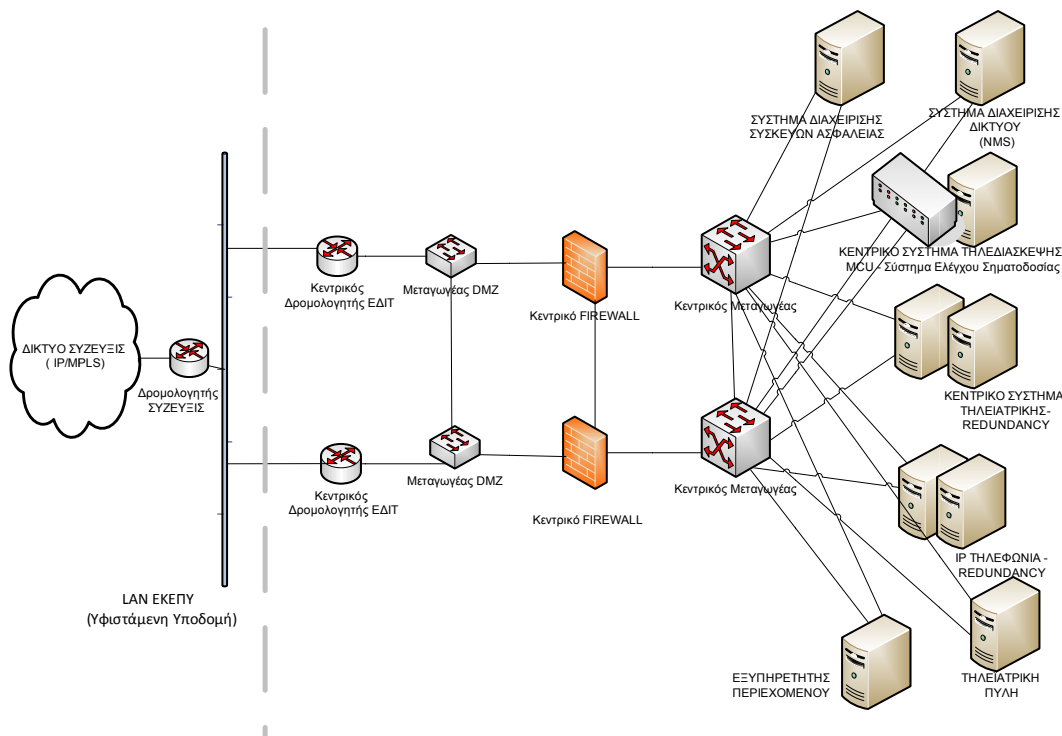 ΣΥΣΤΗΜΑ ΔΙΑΧΕΙΡΙΣΗΣ
ΣΥΣΚΕΥΩΝ ΑΣΦΑΛΕΙΑΣ
ΣΥΣΤΗΜΑ ΔΙΑΧΕΙΡΙΣΗΣ
ΔΙΚΤΥΟΥ
(NMS)
ΚΕΝΤΡΙΚΟ ΣΥΣΤΗΜΑ ΤΗΛΕΔΙΑΣΚΕΨΗΣ
MCU - Σύστημα Ελέγχου Σηματοδοσίας
Κεντρικός
Δρομολογητής ΕΔΙΤ
Μεταγωγέας DMZ
Κεντρικό FIREWALL
Κεντρικός Μεταγωγέας
ΔΙΚΤΥΟ ΣΥΖΕΥΞΙΣ
( IP/MPLS)
Δρομολογητής
ΣΥΖΕΥΞΙΣ
ΚΕΝΤΡΙΚΟ ΣΥΣΤΗΜΑ
ΤΗΛΕΙΑΤΡΙΚΗΣ-
REDUNDANCY
Κεντρικός
Δρομολογητής ΕΔΙΤ
Μεταγωγέας DMZ
Κεντρικό FIREWALL
Κεντρικός Μεταγωγέας
IP ΤΗΛΕΦΩΝΙΑ -
REDUNDANCY
LAN ΕΚΕΠΥ
(Υφιστάμενη Υποδομή)
ΕΞΥΠΗΡΕΤΗΤΗΣ
ΠΕΡΙΕΧΟΜΕΝΟΥ
ΤΗΛΕΪΑΤΡΙΚΗ
ΠΥΛΗ